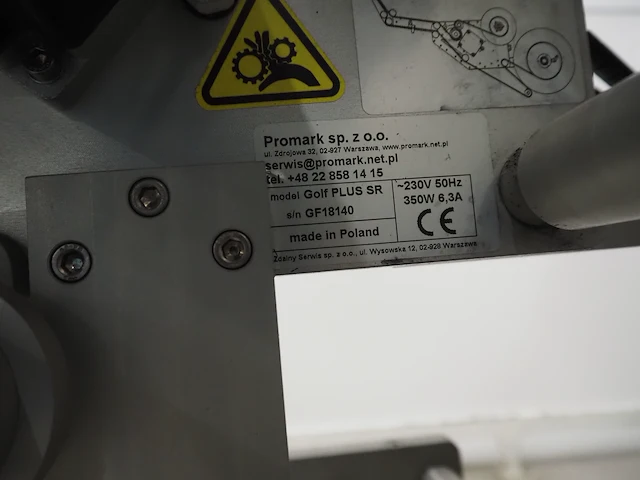 Promark sp. z o.o.
ul. Zdrojowa 32, 02-927 Warszawa, www.promark.net.pl
serwis@promark.net.pl
tel. +48 22 858 14 15
model Golf PLUS SR
~230V 50Hz
350W 6,3A
s/n GF18140
CE
made in Poland
Zdalny Serwis sp. z o.o., ul. Wysowska 12, 02-928 Warszawa